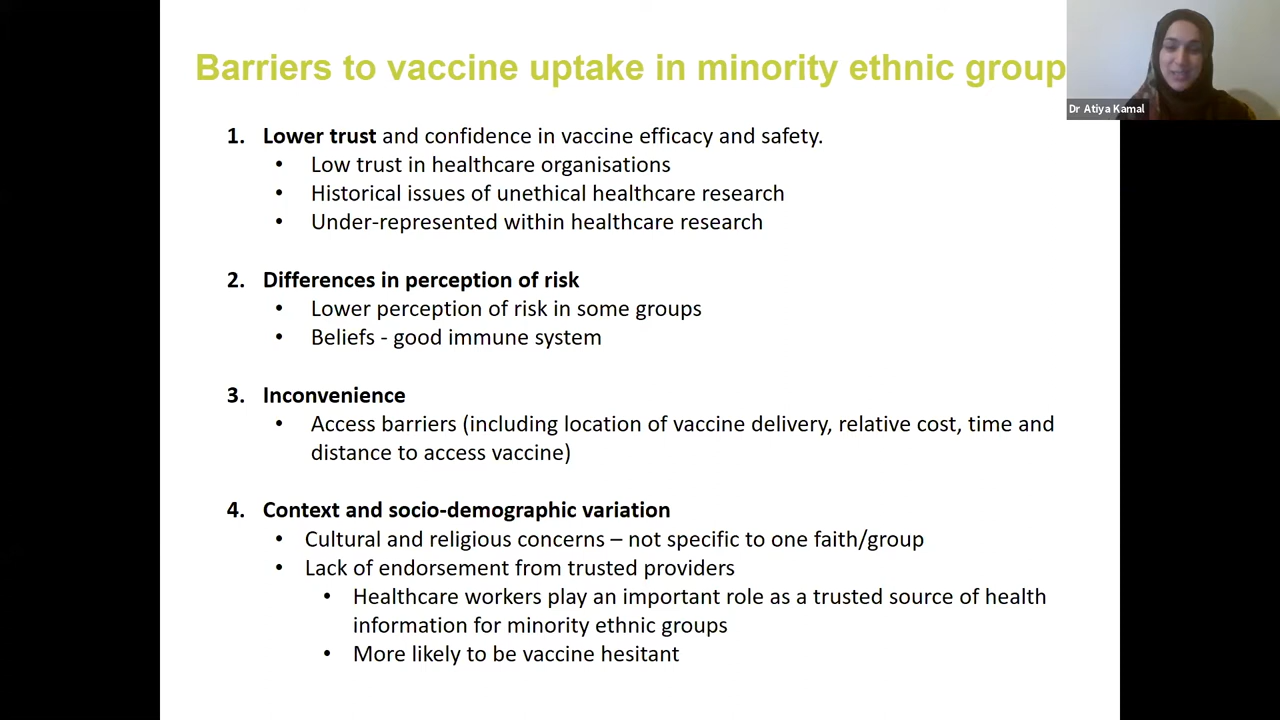 Barriers to vaccine uptake in minority ethnic group
Dr Atiya Kamal
1. Lower trust and confidence in vaccine efficacy and safety.
• Low trust in healthcare organisations
• Historical issues of unethical healthcare research
• Under-represented within healthcare research
2. Differences in perception of risk
• Lower perception of risk in some groups
• Beliefs - good immune system
3. Inconvenience
• Access barriers (including location of vaccine delivery, relative cost, time and
distance to access vaccine)
4. Context and socio-demographic variation
• Cultural and religious concerns – not specific to one faith/group
• Lack of endorsement from trusted providers
• Healthcare workers play an important role as a trusted source of health
information for minority ethnic groups
• More likely to be vaccine hesitant